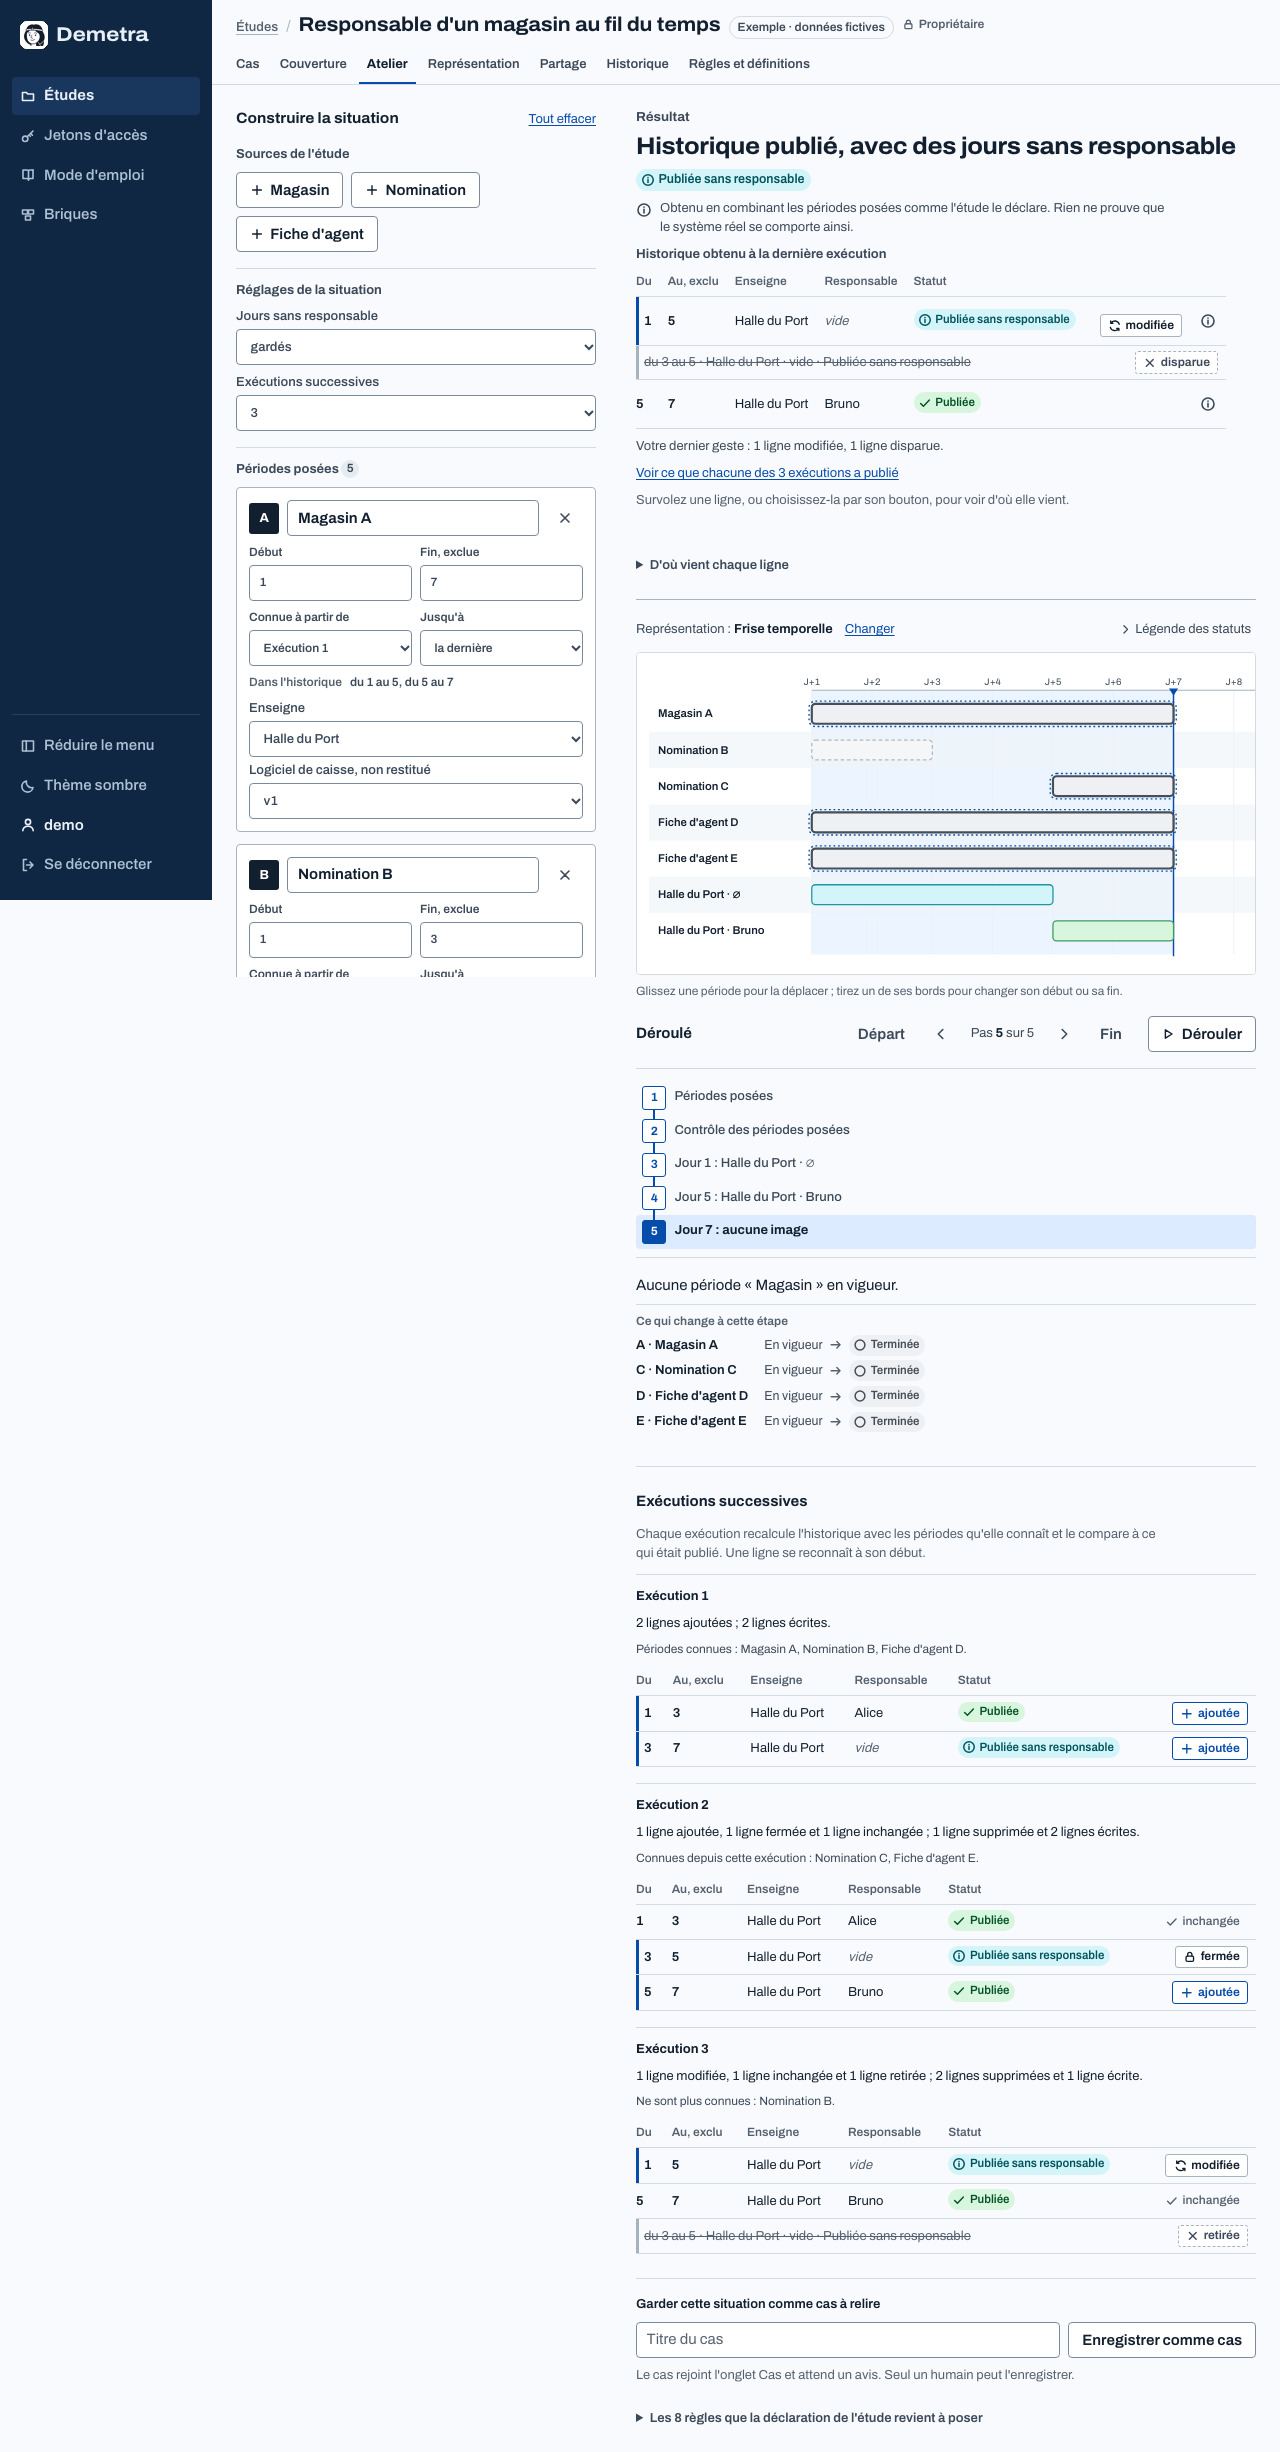 Demetra
Études
Jetons d'accès
Mode d'emploi
Briques
Réduire le menu
Thème sombre
demo
Se déconnecter
Études / Responsable d'un magasin au fil du temps Exemple · données fictives Propriétaire
Cas Couverture Atelier Représentation Partage Historique Règles et définitions
Construire la situation Tout effacer
Sources de l'étude
Magasin Nomination
Fiche d'agent
Réglages de la situation
Jours sans responsable
gardés
Exécutions successives
3
Périodes posées 5
A Magasin A
Début Fin, exclue
1 7
Connue à partir de Jusqu'à
Exécution 1 la dernière
Dans l'historique du 1 au 5, du 5 au 7
Enseigne
Halle du Port
Logiciel de caisse, non restitué
v1
B Nomination B
Début Fin, exclue
1 3
Connue à partir de Jusqu'à
Résultat
Historique publié, avec des jours sans responsable
Publiée sans responsable
Obtenu en combinant les périodes posées comme l'étude le déclare. Rien ne prouve que
le système réel se comporte ainsi.
Historique obtenu à la dernière exécution
Du Au, exclu Enseigne Responsable Statut
1 5 Halle du Port vide Publiée sans responsable modifiée
du 3 au 5 · Halle du Port · vide · Publiée sans responsable disparue
5 7 Halle du Port Bruno Publiée
Votre dernier geste : 1 ligne modifiée, 1 ligne disparue.
Voir ce que chacune des 3 exécutions a publié
Survolez une ligne, ou choisissez-la par son bouton, pour voir d'où elle vient.
D'où vient chaque ligne
Représentation : Frise temporelle Changer Légende des statuts
J+1 J+2 J+3 J+4 J+5 J+6 J+7 J+8
Magasin A
Nomination B
Nomination C
Fiche d'agent D
Fiche d'agent E
Halle du Port · ∅
Halle du Port · Bruno
Glissez une période pour la déplacer ; tirez un de ses bords pour changer son début ou sa fin.
Déroulé Départ Pas 5 sur 5 Fin Dérouler
1 Périodes posées
2 Contrôle des périodes posées
3 Jour 1 : Halle du Port · ∅
4 Jour 5 : Halle du Port · Bruno
5 Jour 7 : aucune image
Aucune période « Magasin » en vigueur.
Ce qui change à cette étape
A · Magasin A En vigueur → Terminée
C · Nomination C En vigueur → Terminée
D · Fiche d'agent D En vigueur → Terminée
E · Fiche d'agent E En vigueur → Terminée
Exécutions successives
Chaque exécution recalcule l'historique avec les périodes qu'elle connaît et le compare à ce
qui était publié. Une ligne se reconnaît à son début.
Exécution 1
2 lignes ajoutées ; 2 lignes écrites.
Périodes connues : Magasin A, Nomination B, Fiche d'agent D.
Du Au, exclu Enseigne Responsable Statut
1 3 Halle du Port Alice Publiée ajoutée
3 7 Halle du Port vide Publiée sans responsable ajoutée
Exécution 2
1 ligne ajoutée, 1 ligne fermée et 1 ligne inchangée ; 1 ligne supprimée et 2 lignes écrites.
Connues depuis cette exécution : Nomination C, Fiche d'agent E.
Du Au, exclu Enseigne Responsable Statut
1 3 Halle du Port Alice Publiée inchangée
3 5 Halle du Port vide Publiée sans responsable fermée
5 7 Halle du Port Bruno Publiée ajoutée
Exécution 3
1 ligne modifiée, 1 ligne inchangée et 1 ligne retirée ; 2 lignes supprimées et 1 ligne écrite.
Ne sont plus connues : Nomination B.
Du Au, exclu Enseigne Responsable Statut
1 5 Halle du Port vide Publiée sans responsable modifiée
5 7 Halle du Port Bruno Publiée inchangée
du 3 au 5 · Halle du Port · vide · Publiée sans responsable retirée
Garder cette situation comme cas à relire
Titre du cas Enregistrer comme cas
Le cas rejoint l'onglet Cas et attend un avis. Seul un humain peut l'enregistrer.
Les 8 règles que la déclaration de l'étude revient à poser